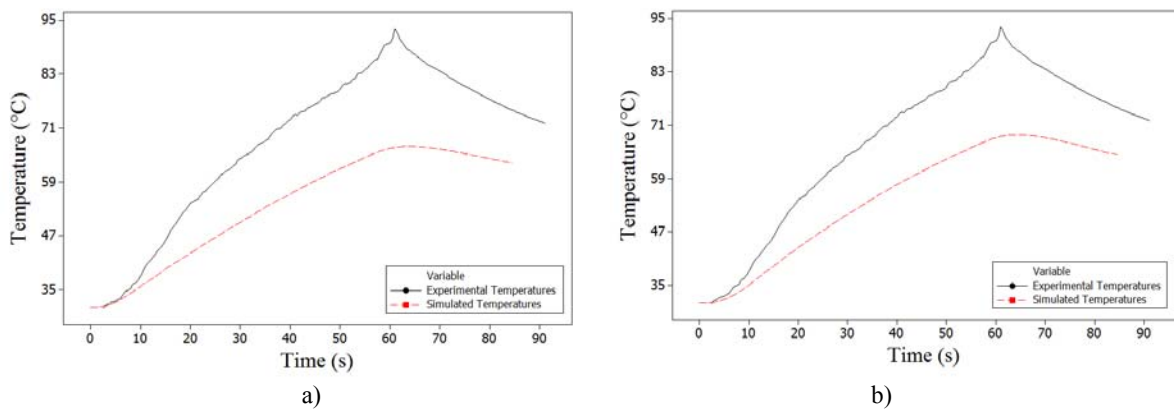 95
83
71
59
47
35
Temperature (°C)
0 10 20 30 40 50 60 70 80 90
Time (s)
Variable
Experimental Temperatures
Simulated Temperatures
a)
95
83
71
59
47
35
Temperature (°C)
0 10 20 30 40 50 60 70 80 90
Time (s)
Variable
Experimental Temperatures
Simulated Temperatures
b)